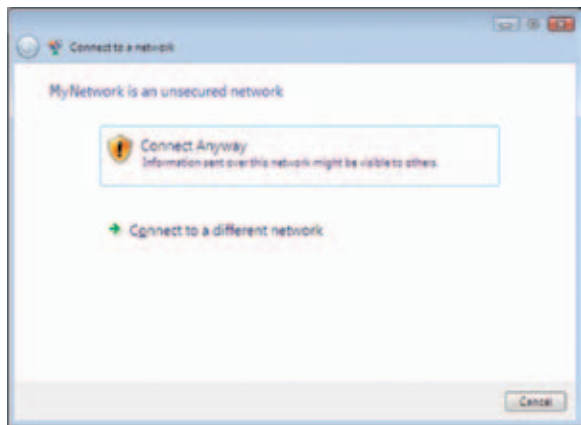 Connect to a network
MyNetwork is an unsecured network
Connect Anyway
Information sent over this network might be visible to others.
Connect to a different network
Cancel